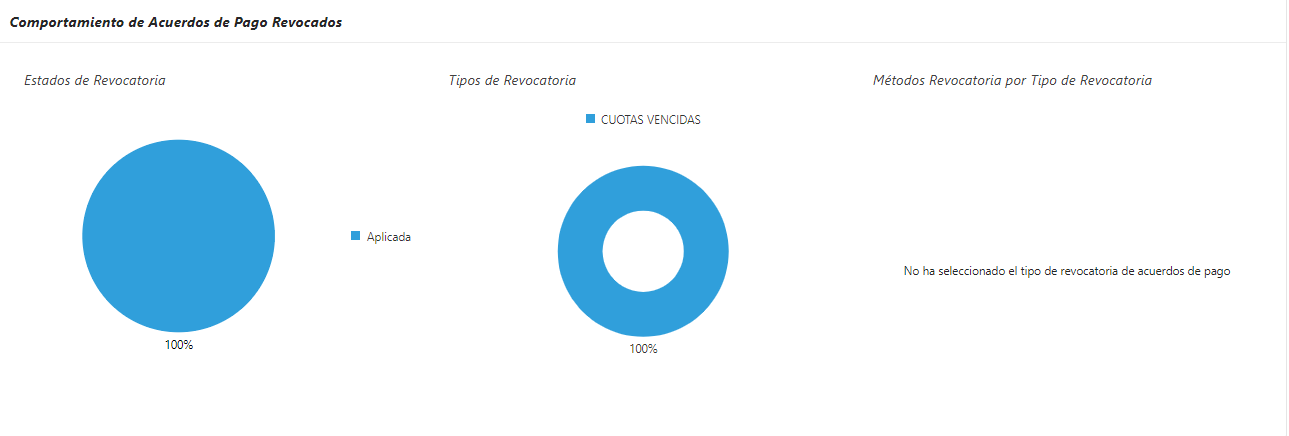 Comportamiento de Acuerdos de Pago Revocados
Estados de Revocatoria
Aplicada
100%
Tipos de Revocatoria
CUOTAS VENCIDAS
100%
Métodos Revocatoria por Tipo de Revocatoria
No ha seleccionado el tipo de revocatoria de acuerdos de pago